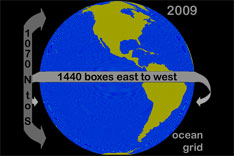 2009
1070 N to S
1440 boxes east to west
ocean
grid